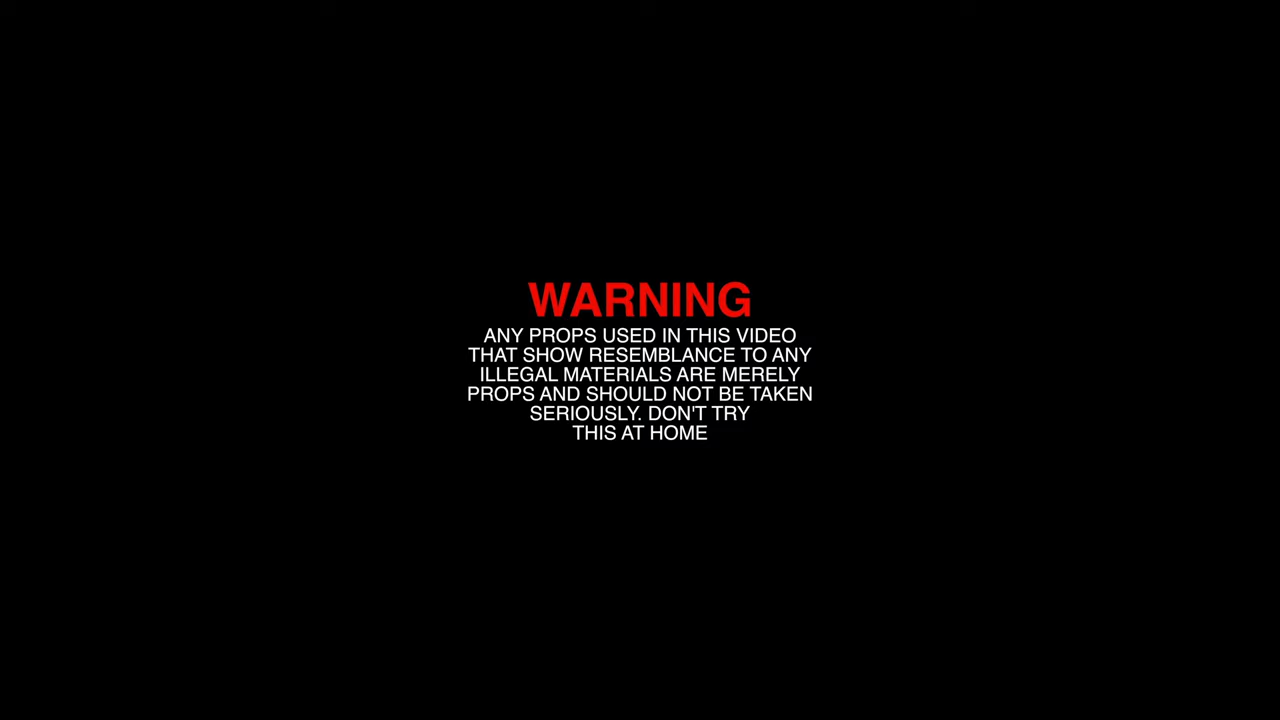 WARNING
ANY PROPS USED IN THIS VIDEO
THAT SHOW RESEMBLANCE TO ANY
ILLEGAL MATERIALS ARE MERELY
PROPS AND SHOULD NOT BE TAKEN
SERIOUSLY. DON'T TRY
THIS AT HOME